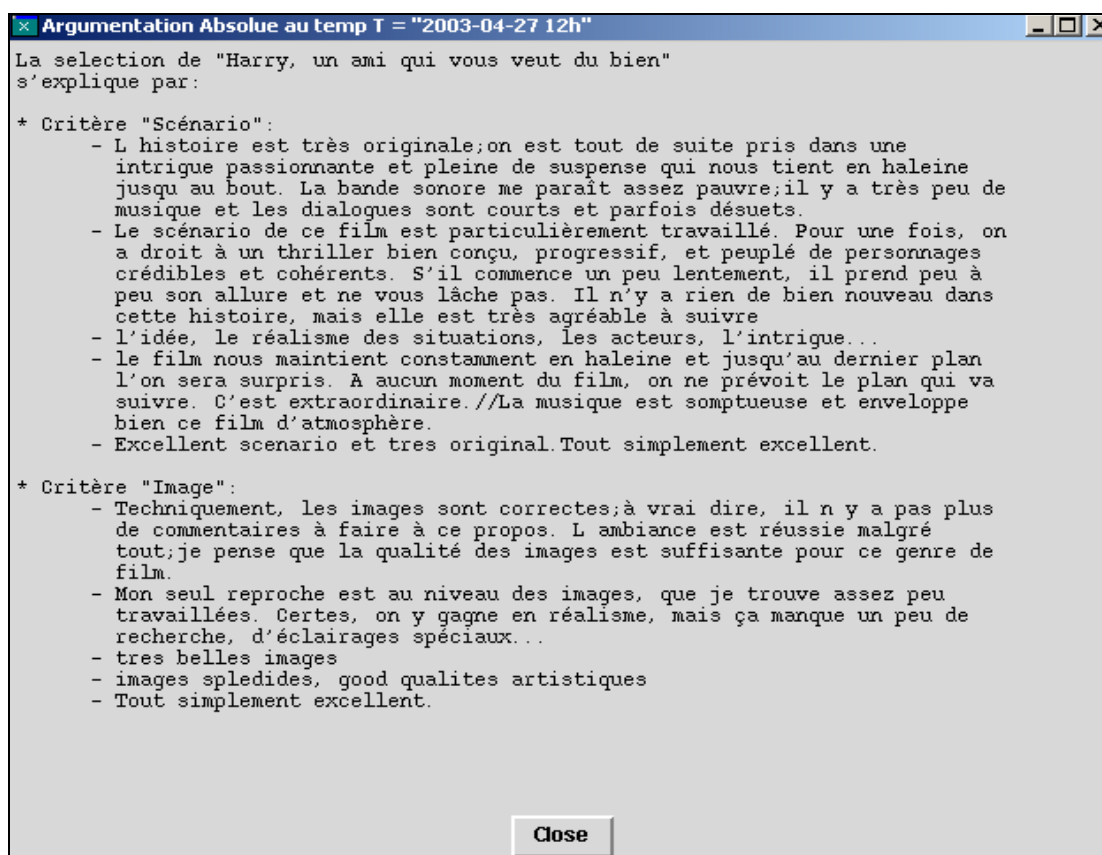 Argumentation Absolue au temp T = "2003-04-27 12h"
La selection de "Harry, un ami qui vous veut du bien"
s'explique par:
* Critère "Scénario":
- L histoire est très originale;on est tout de suite pris dans une
intrigue passionnante et pleine de suspense qui nous tient en haleine
jusqu au bout. La bande sonore me paraît assez pauvre;il y a très peu de
musique et les dialogues sont courts et parfois désuets.
- Le scénario de ce film est particulièrement travaillé. Pour une fois, on
a droit à un thriller bien conçu, progressif, et peuplé de personnages
crédibles et cohérents. S'il commence un peu lentement, il prend peu à
peu son allure et ne vous lâche pas. Il n'y a rien de bien nouveau dans
cette histoire, mais elle est très agréable à suivre
- l'idée, le réalisme des situations, les acteurs, l'intrigue...
- le film nous maintient constamment en haleine et jusqu'au dernier plan
l'on sera surpris. A aucun moment du film, on ne prévoit le plan qui va
suivre. C'est extraordinaire.//La musique est somptueuse et enveloppe
bien ce film d'atmosphère.
- Excellent scenario et tres original.Tout simplement excellent.
* Critère "Image":
- Techniquement, les images sont correctes;à vrai dire, il n y a pas plus
de commentaires à faire à ce propos. L ambiance est réussie malgré
tout;je pense que la qualité des images est suffisante pour ce genre de
film.
- Mon seul reproche est au niveau des images, que je trouve assez peu
travaillées. Certes, on y gagne en réalisme, mais ça manque un peu de
recherche, d'éclairages spéciaux...
- tres belles images
- images spledides, good qualites artistiques
- Tout simplement excellent.
Close